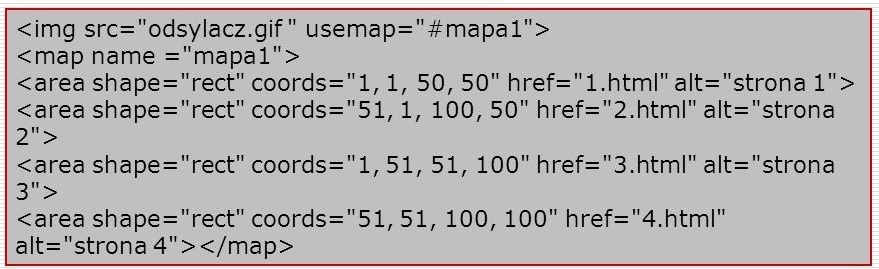 <img src="odsylacz.gif" usemap="#mapa1">
<map name ="mapa1">
<area shape="rect" coords="1, 1, 50, 50" href="1.html" alt="strona 1">
<area shape="rect" coords="51, 1, 100, 50" href="2.html" alt="strona
2">
<area shape="rect" coords="1, 51, 51, 100" href="3.html" alt="strona
3">
<area shape="rect" coords="51, 51, 100, 100" href="4.html"
alt="strona 4"></map>